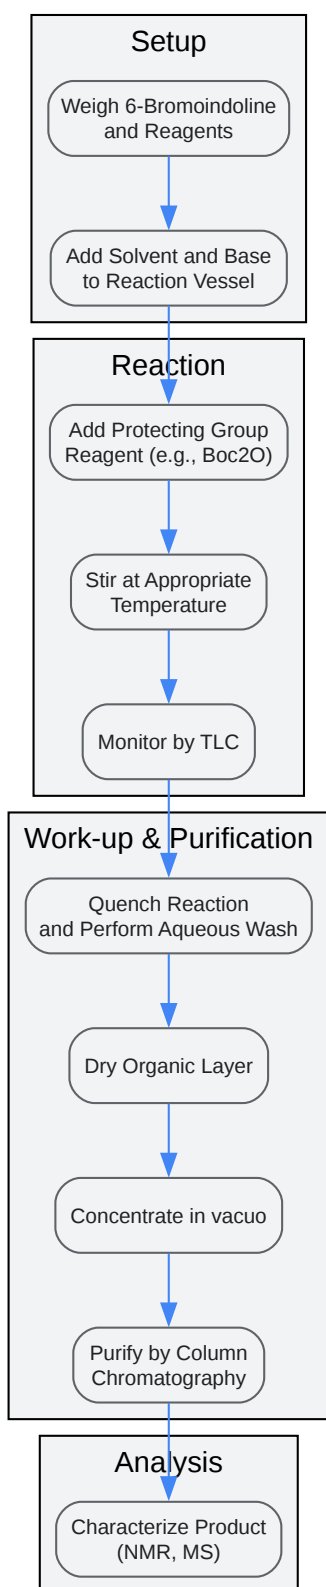 Setup
Weigh 6-Bromoindoline
and Reagents
Add Solvent and Base
to Reaction Vessel
Reaction
Add Protecting Group
Reagent (e.g., Boc2O)
Stir at Appropriate
Temperature
Monitor by TLC
Work-up & Purification
Quench Reaction
and Perform Aqueous Wash
Dry Organic Layer
Concentrate in vacuo
Purify by Column
Chromatography
Analysis
Characterize Product
(NMR, MS)